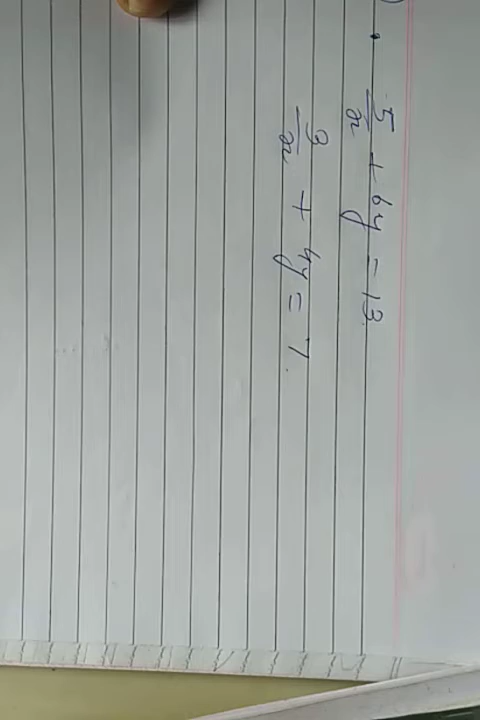 ) .
5/x + 6y = 13
3/x + 4y = 7